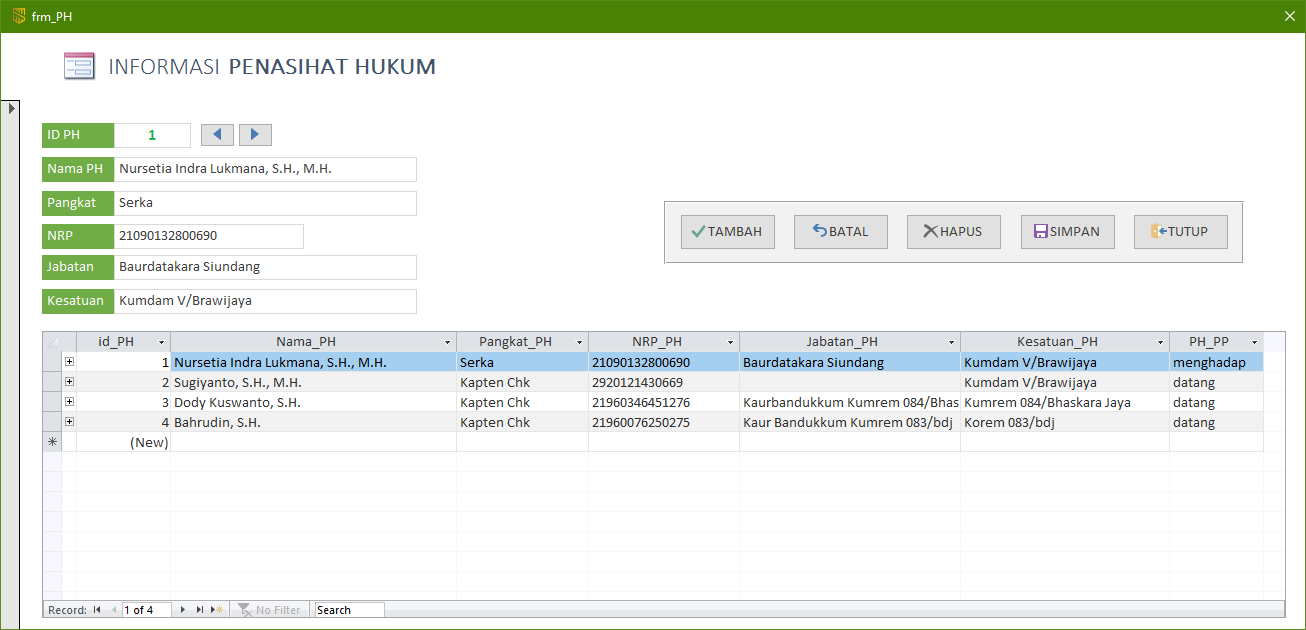 frm_PH
INFORMASI PENASIHAT HUKUM
ID PH 1
Nama PH Nursetia Indra Lukmana, S.H., M.H.
Pangkat Serka
NRP 21090132800690
Jabatan Baurdatakara Siundang
Kesatuan Kumdam V/Brawijaya
TAMBAH BATAL HAPUS SIMPAN TUTUP
id_PH Nama_PH Pangkat_PH NRP_PH Jabatan_PH Kesatuan_PH PH_PP
1 Nursetia Indra Lukmana, S.H., M.H. Serka 21090132800690 Baurdatakara Siundang Kumdam V/Brawijaya menghadap
2 Sugiyanto, S.H., M.H. Kapten Chk 2920121430669 Kumdam V/Brawijaya datang
3 Dody Kuswanto, S.H. Kapten Chk 21960346451276 Kaurbandukkum Kumrem 084/Bhas Kumrem 084/Bhaskara Jaya datang
4 Bahrudin, S.H. Kapten Chk 21960076250275 Kaur Bandukkum Kumrem 083/bdj Korem 083/bdj datang
(New)
Record: 1 of 4 No Filter Search